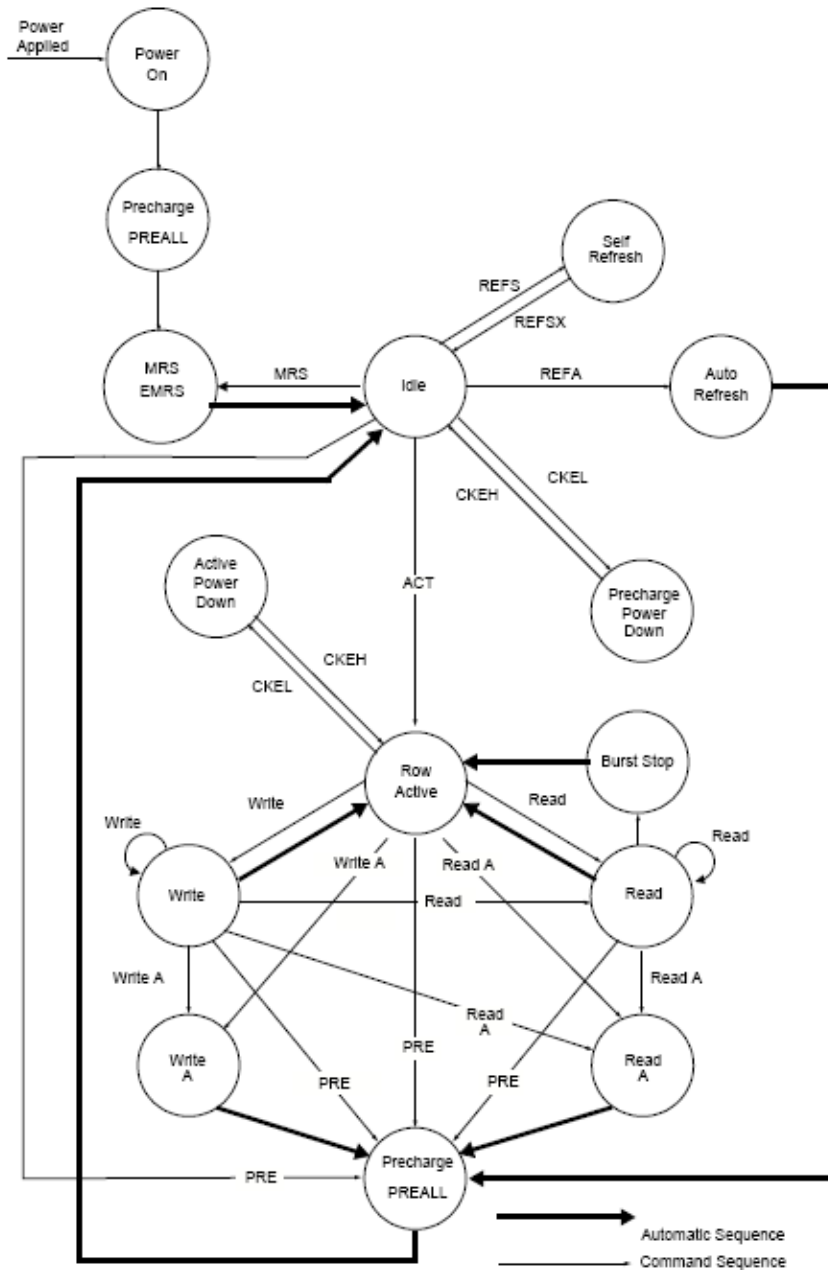 Power
Applied
Power
On
Precharge
PREALL
Self
Refresh
REFS
REFSX
MRS
EMRS
MRS
Idle
REFA
Auto
Refresh
CKEL
CKEH
Active
Power
Down
ACT
Precharge
Power
Down
CKEH
CKEL
Row
Active
Burst Stop
Write
Read
Write
Read
Write A
Read A
Write
Read
Read
Write A
Read A
Read
A
Write
A
PRE
PRE
PRE
Read
A
Precharge
PREALL
PRE
Automatic Sequence
Command Sequence